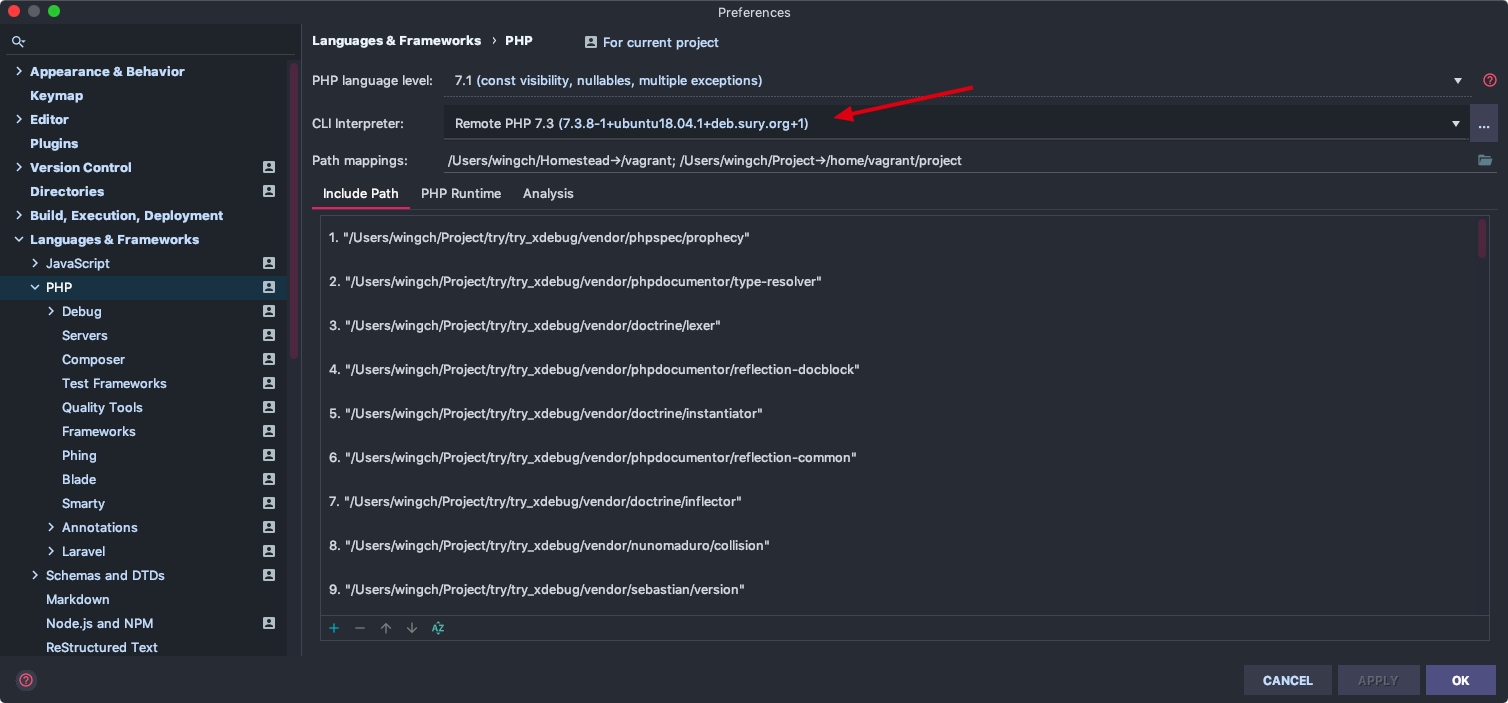 Preferences
Appearance & Behavior
Keymap
Editor
Plugins
Version Control
Directories
Build, Execution, Deployment
Languages & Frameworks
JavaScript
PHP
Debug
Servers
Composer
Test Frameworks
Quality Tools
Frameworks
Phing
Blade
Smarty
Annotations
Laravel
Schemas and DTDs
Markdown
Node.js and NPM
ReStructured Text
Languages & Frameworks › PHP For current project
PHP language level: 7.1 (const visibility, nullables, multiple exceptions)
CLI Interpreter: Remote PHP 7.3 (7.3.8-1+ubuntu18.04.1+deb.sury.org+1) ...
Path mappings: /Users/wingch/Homestead→/vagrant; /Users/wingch/Project→/home/vagrant/project
Include Path PHP Runtime Analysis
1. "/Users/wingch/Project/try/try_xdebug/vendor/phpspec/prophecy"
2. "/Users/wingch/Project/try/try_xdebug/vendor/phpdocumentor/type-resolver"
3. "/Users/wingch/Project/try/try_xdebug/vendor/doctrine/lexer"
4. "/Users/wingch/Project/try/try_xdebug/vendor/phpdocumentor/reflection-docblock"
5. "/Users/wingch/Project/try/try_xdebug/vendor/doctrine/instantiator"
6. "/Users/wingch/Project/try/try_xdebug/vendor/phpdocumentor/reflection-common"
7. "/Users/wingch/Project/try/try_xdebug/vendor/doctrine/inflector"
8. "/Users/wingch/Project/try/try_xdebug/vendor/nunomaduro/collision"
9. "/Users/wingch/Project/try/try_xdebug/vendor/sebastian/version"
CANCEL APPLY OK